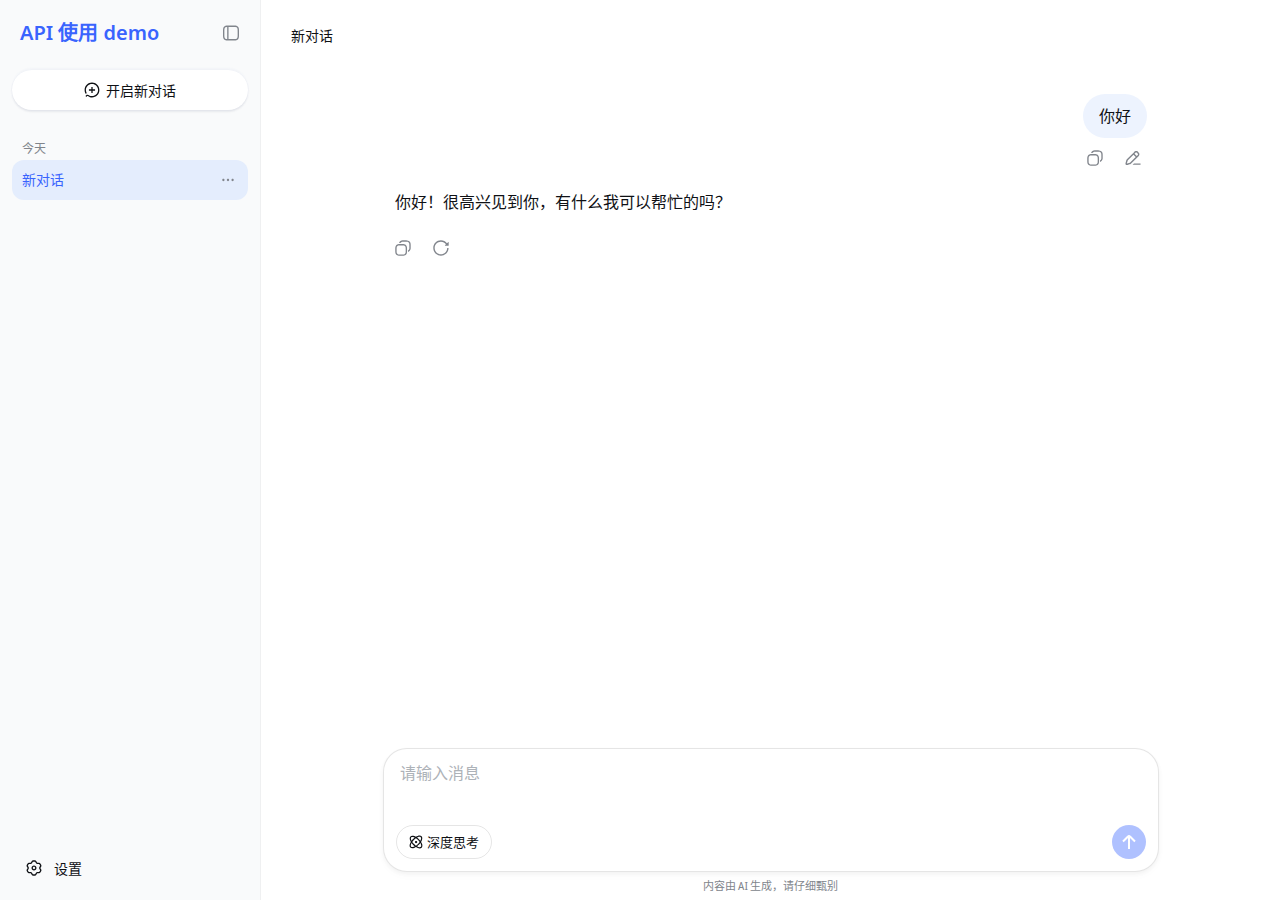 API 使用 demo
开启新对话
今天
新对话
设置
新对话
你好
你好！很高兴见到你，有什么我可以帮忙的吗？
请输入消息
深度思考
内容由 AI 生成，请仔细甄别